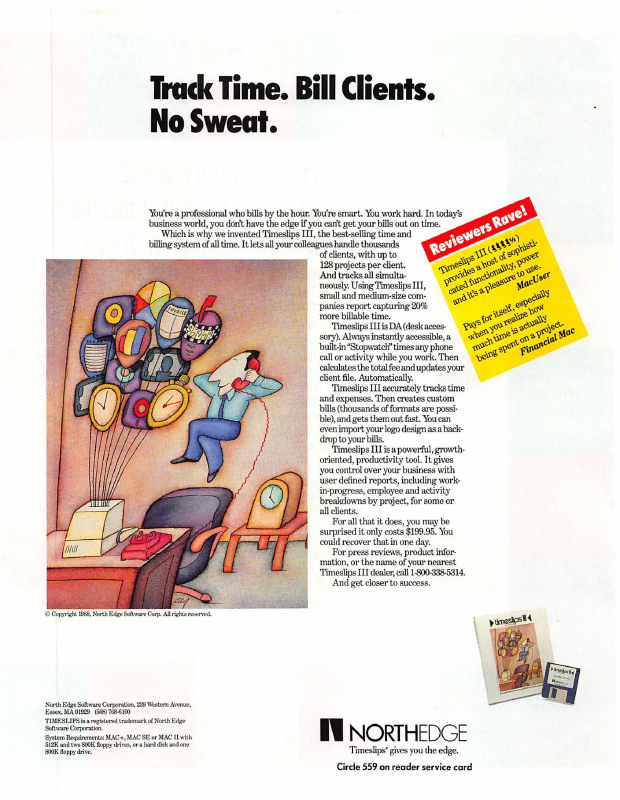 Track Time. Bill Clients.
No Sweat.
You're a professional who bills by the hour. You're smart. You work hard. In today's
business world, you don't have the edge if you can't get your bills out on time.
Which is why we invented Timeslips III, the best-selling time and
billing system of all time. It lets all your colleagues handle thousands
of clients, with up to
128 projects per client.
And tracks all simulta-
neously. Using Timeslips III,
small and medium-size com-
panies report capturing 20%
more billable time.
Timeslips III is DA (desk acces-
sory). Always instantly accessible, a
built-in "Stopwatch" times any phone
call or activity while you work. Then
calculates the total fee and updates your
client file. Automatically.
Timeslips III accurately tracks time
and expenses. Then creates custom
bills (thousands of formats are possi-
ble), and gets them out fast. You can
even import your logo design as a back-
drop to your bills.
Timeslips III is a powerful, growth-
oriented, productivity tool. It gives
you control over your business with
user defined reports, including work-
in-progress, employee and activity
breakdowns by project, for some or
all clients.
For all that it does, you may be
surprised it only costs $199.95. You
could recover that in one day.
For press reviews, product infor-
mation, or the name of your nearest
Timeslips III dealer, call 1-800-338-5314.
And get closer to success.
Reviewers Rave!
Timeslips III (
)
provides a host of sophisti-
cated functionality, power
and it's a pleasure to use.
MacUser
Pays for itself, especially
when you realize how
much time is actually
being spent on a project.
Financial Mac
© Copyright 1988, North Edge Software Corp. All rights reserved.
timeslips III
North Edge Software Corporation, 239 Western Avenue,
Essex, MA 01929 (508) 768-6100
TIMESLIPS is a registered trademark of North Edge
Software Corporation.
System Requirements: MAC+, MAC SE or MAC II with
512K and two 800K floppy drives, or a hard disk and one
800K floppy drive.
NORTHEDGE
Timeslips® gives you the edge.
Circle 559 on reader service card